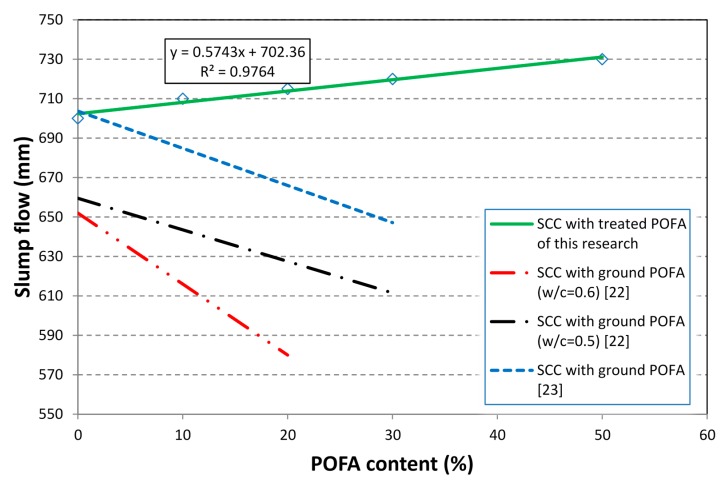 750
730
710
690
670
650
630
610
590
570
550
Slump flow (mm)
y = 0.5743x + 702.36
R² = 0.9764
SCC with treated POFA
of this research
SCC with ground POFA
(w/c=0.6) [22]
SCC with ground POFA
(w/c=0.5) [22]
SCC with ground POFA
[23]
0 10 20 30 40 50 60
POFA content (%)